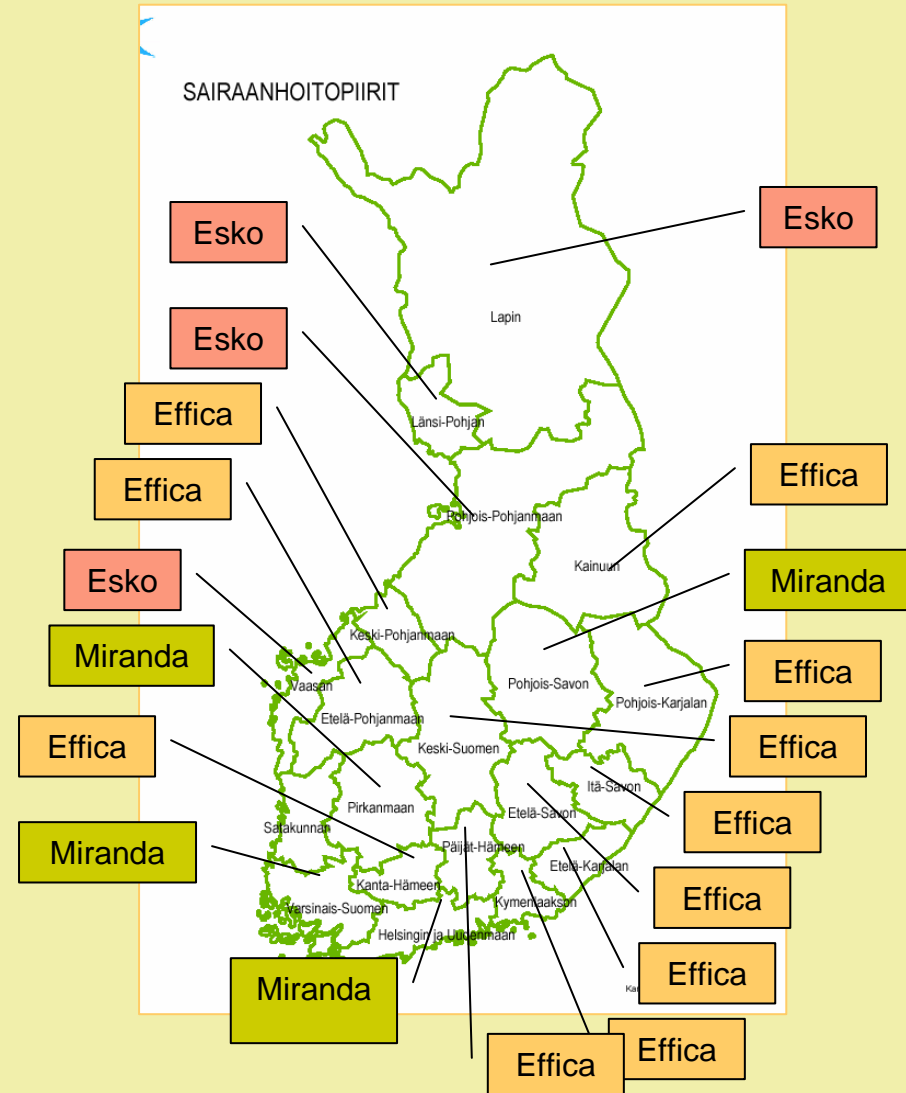 SAIRAANHOITOPIIRIT
Esko
Esko
Lapin
Esko
Effica
Länsi-Pohjan
Effica
Effica
Pohjois-Pohjanmaan
Kainuun
Esko
Miranda
Miranda
Keski-Pohjanmaan
Effica
Vaasan
Pohjois-Savon
Pohjois-Karjalan
Etelä-Pohjanmaan
Effica
Keski-Suomen
Effica
Itä-Savon
Pirkanmaan
Etelä-Savon
Satakunnan
Effica
Päijät-Hämeen
Miranda
Etelä-Karjalan
Kanta-Hämeen
Kymenlaakson
Effica
Varsinais-Suomen
Helsingin ja Uudenmaan
Effica
Miranda
Effica
Effica